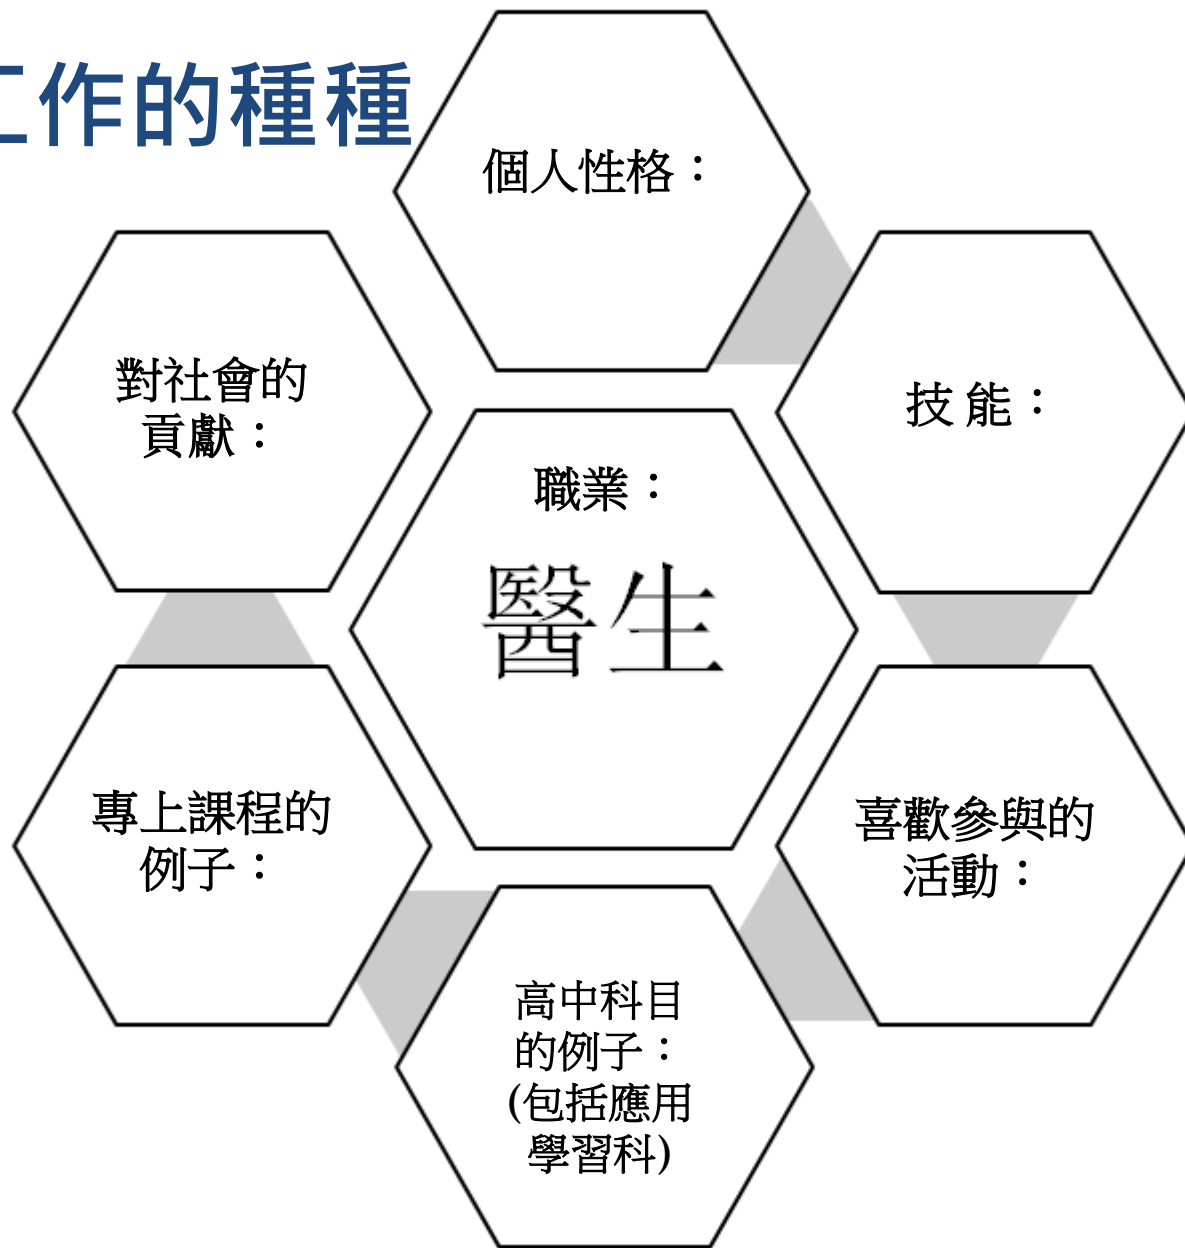 工作的種種
個人性格：
技 能：
對社會的
貢獻：
職業：
醫生
喜歡參與的
活動：
專上課程的
例子：
高中科目
的例子：
(包括應用
學習科)